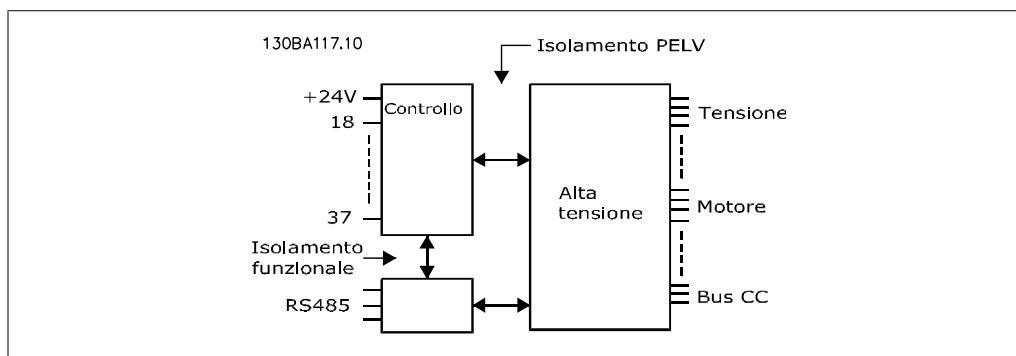 130BA117.10
Isolamento PELV
+24V
Controllo
18
37
Isolamento
funzionale
RS485
Alta
tensione
Tensione
Motore
Bus CC